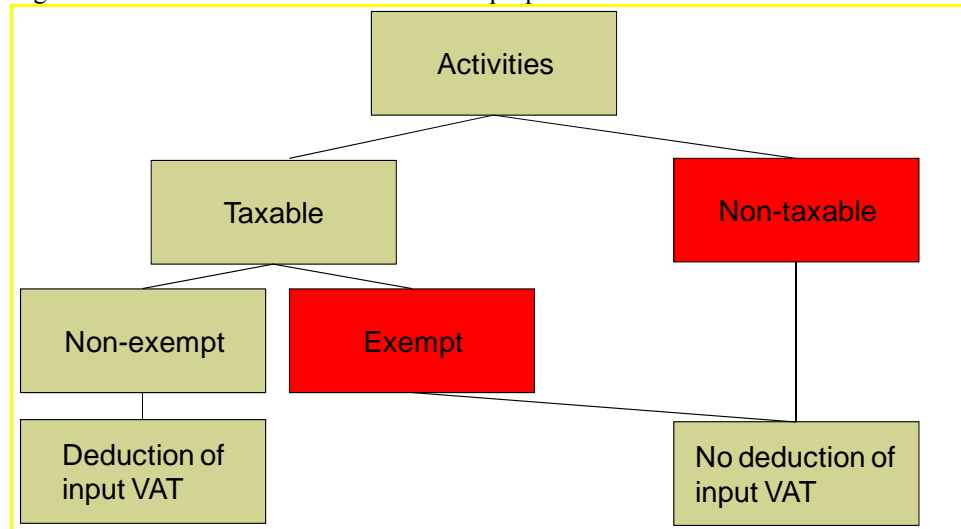 Activities
Taxable
Non-taxable
Non-exempt
Exempt
Deduction of
input VAT
No deduction of
input VAT